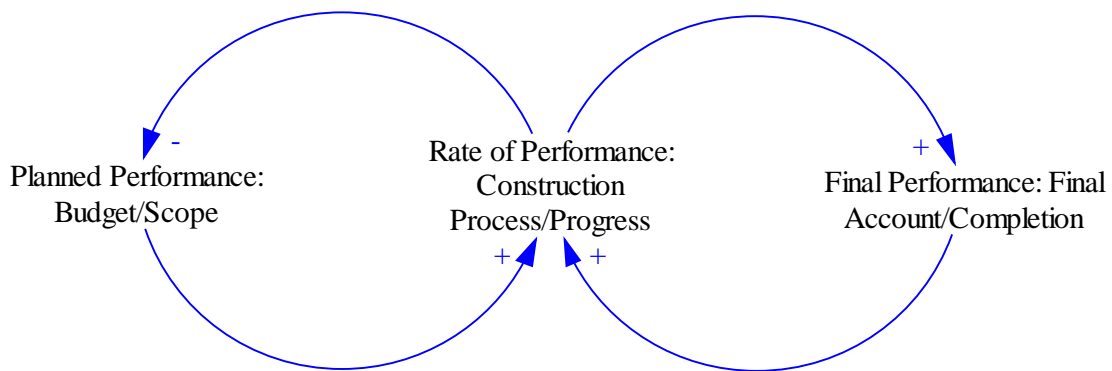 -
Planned Performance:
Budget/Scope
+
Rate of Performance:
Construction
Process/Progress
+
+
Final Performance: Final
Account/Completion